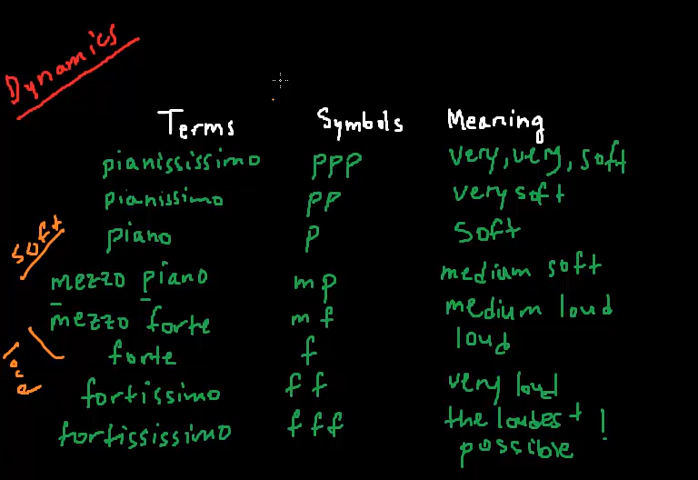 Dynamics
Terms Symbols Meaning
pianississimo ppp very, very, soft
pianissimo pp very soft
piano p soft
soft
mezzo piano mp medium soft
mezzo forte mf medium loud
forte f loud
fortissimo ff very loud
fortississimo fff the loudest
possible !